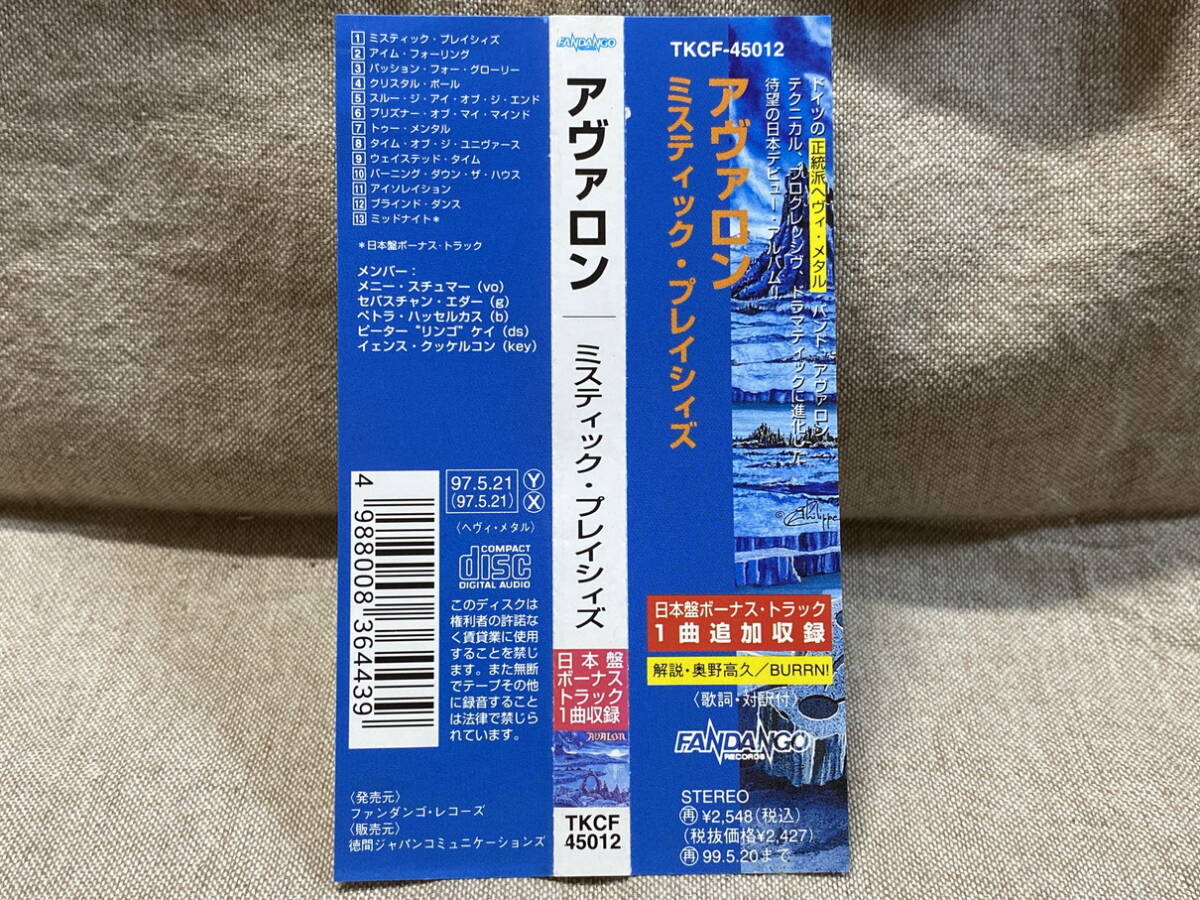 1 ミスティック・プレイシィズ
2 アイム・フォーリング
3 パッション・フォー・グローリー
4 クリスタル・ボール
5 スルー・ジ・アイ・オブ・ジ・エンド
6 プリズナー・オブ・マイ・マインド
7 トゥー・メンタル
8 タイム・オブ・ジ・ユニヴァース
9 ウェイステッド・タイム
10 バーニング・ダウン・ザ・ハウス
11 アイソレイション
12 ブラインド・ダンス
13 ミッドナイト*
*日本盤ボーナス・トラック
メンバー：
メニー・スチュマー（vo）
セバスチャン・エダー（g）
ペトラ・ハッセルカス（b）
ピーター“リンゴ”ケイ（ds）
イェンス・クッケルコン（key）
4 988008 364439
97.5.21
(97.5.21)
Y
X
〈ヘヴィ・メタル〉
COMPACT
disc
DIGITAL AUDIO
このディスクは
権利者の許諾な
く賃貸業に使用
することを禁じ
ます。また無断
でテープその他
に録音すること
は法律で禁じら
れています。
〈発売元〉
ファンダンゴ・レコーズ
〈販売元〉
徳間ジャパンコミュニケーションズ
FANDANGO
アヴァロン
ミスティック・プレイシィズ
日本盤
ボーナス
トラック
1曲収録
AVALON
TKCF
45012
TKCF-45012
ドイツの正統派ヘヴィ・メタル バンド、アヴァロン、
テクニカル、プログレッシヴ、ドラマティックに進化した
待望の日本デビュー・アルバム!
アヴァロン
ミスティック・プレイシィズ
©
日本盤ボーナス・トラック
1曲追加収録
解説・奥野高久／BURRN!
〈歌詞・対訳付〉
FANDANGO
RECORDS
STEREO
再 ¥2,548(税込)
(税抜価格¥2,427)
再 99.5.20まで